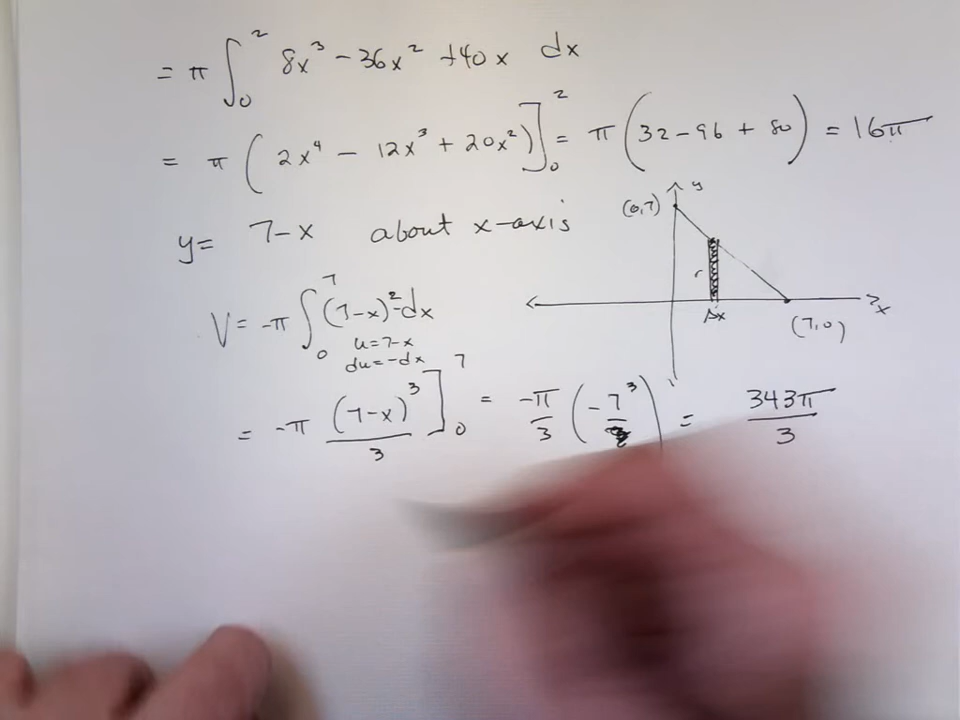 = π ∫₀² 8x³ - 36x² + 40x dx
= π ( 2x⁴ - 12x³ + 20x² ) ]₀² = π ( 32 - 96 + 80 ) = 16π
y = 7-x about x-axis
y
(0,7)
r
Δx
x
(7,0)
V = -π ∫₀⁷ (7-x)² - dx
u = 7-x
du = -dx
= -π (7-x)³/3 ]₀⁷ = -π/3 ( -7³ ) = 343π/3